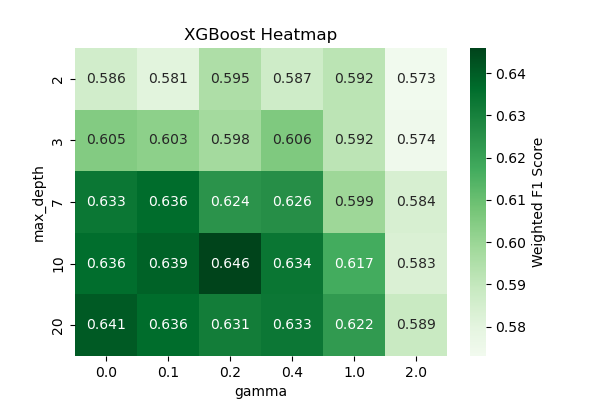 XGBoost Heatmap
2 0.586 0.581 0.595 0.587 0.592 0.573
3 0.605 0.603 0.598 0.606 0.592 0.574
7 0.633 0.636 0.624 0.626 0.599 0.584
10 0.636 0.639 0.646 0.634 0.617 0.583
20 0.641 0.636 0.631 0.633 0.622 0.589
0.0 0.1 0.2 0.4 1.0 2.0
gamma
max_depth
0.64
0.63
0.62
0.61
0.60
0.59
0.58
Weighted F1 Score